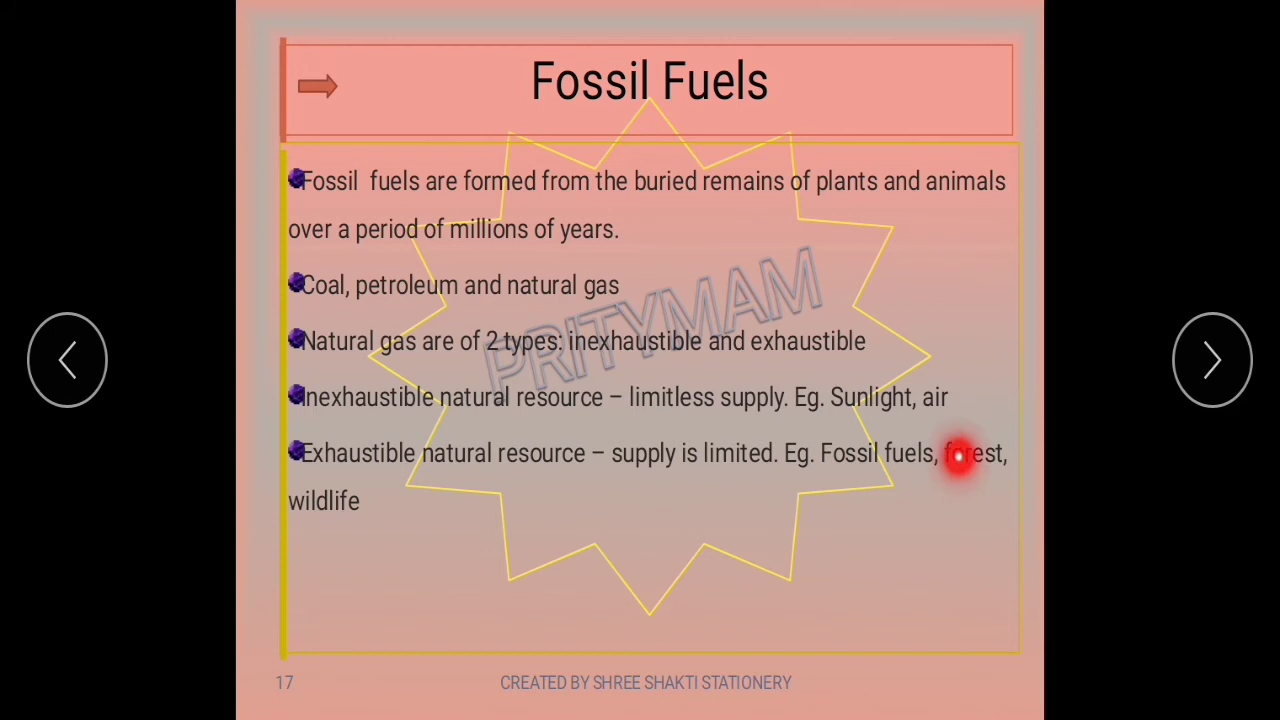 Fossil Fuels
Fossil fuels are formed from the buried remains of plants and animals
over a period of millions of years.
Coal, petroleum and natural gas
Natural gas are of 2 types: inexhaustible and exhaustible
Inexhaustible natural resource – limitless supply. Eg. Sunlight, air
Exhaustible natural resource – supply is limited. Eg. Fossil fuels, forest,
wildlife
PRITYMAM
17
CREATED BY SHREE SHAKTI STATIONERY